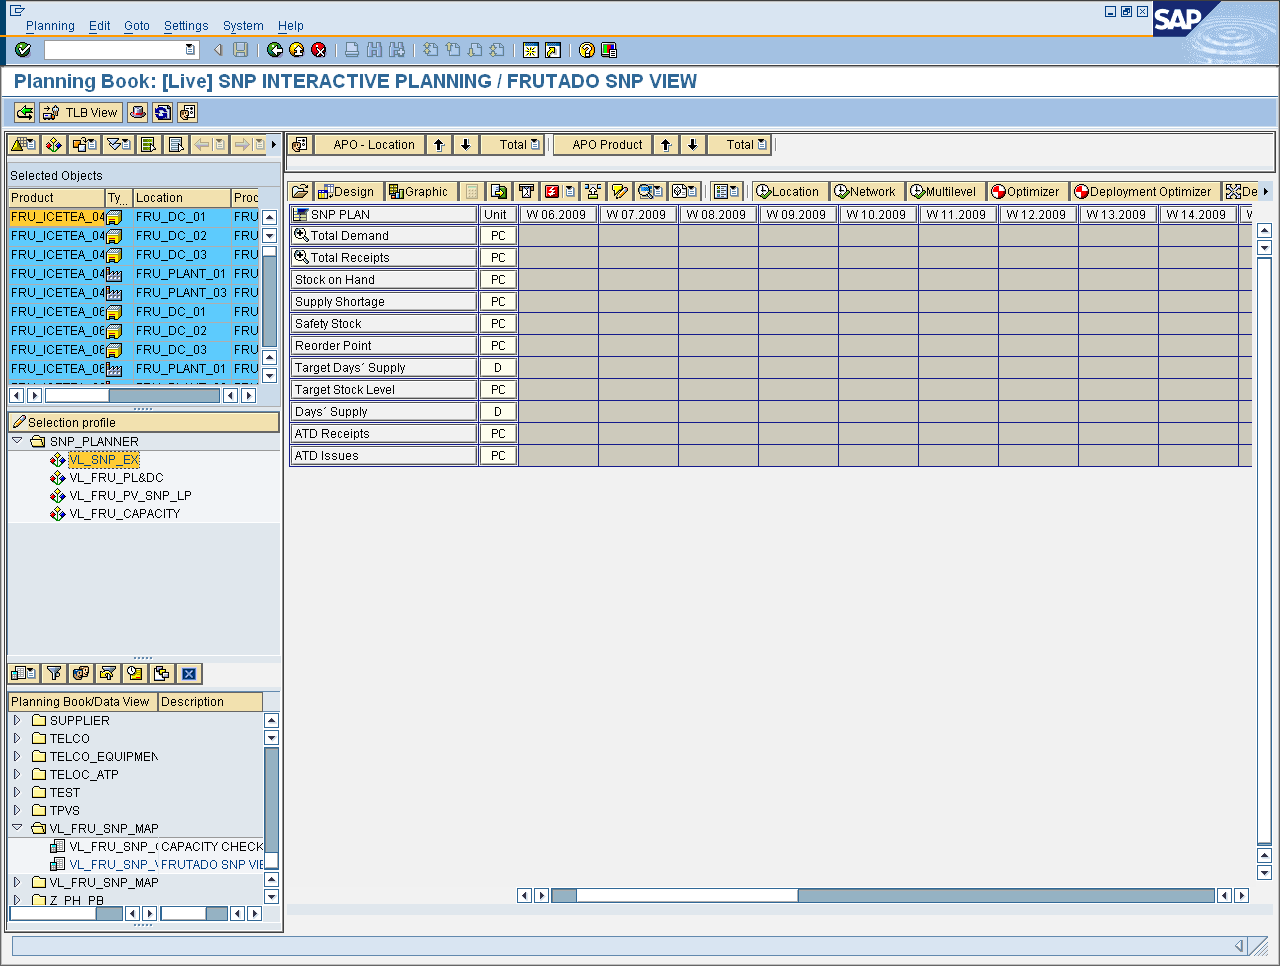 Planning Edit Goto Settings System Help
SAP
Planning Book: [Live] SNP INTERACTIVE PLANNING / FRUTADO SNP VIEW
TLB View
APO - Location Total APO Product Total
Selected Objects
Product Ty... Location Proc
FRU_ICETEA_04 FRU_DC_01 FRU
FRU_ICETEA_04 FRU_DC_02 FRU
FRU_ICETEA_04 FRU_DC_03 FRU
FRU_ICETEA_04 FRU_PLANT_01 FRU
FRU_ICETEA_04 FRU_PLANT_03 FRU
FRU_ICETEA_06 FRU_DC_01 FRU
FRU_ICETEA_06 FRU_DC_02 FRU
FRU_ICETEA_06 FRU_DC_03 FRU
FRU_ICETEA_06 FRU_PLANT_01 FRU
Selection profile
SNP_PLANNER
VL_SNP_EX
VL_FRU_PL&DC
VL_FRU_PV_SNP_LP
VL_FRU_CAPACITY
Planning Book/Data View Description
SUPPLIER
TELCO
TELCO_EQUIPMEN
TELOC_ATP
TEST
TPVS
VL_FRU_SNP_MAP
VL_FRU_SNP_( CAPACITY CHECK
VL_FRU_SNP_\ FRUTADO SNP VIE
VL_FRU_SNP_MAP
Z_PH_PB
Design Graphic Location Network Multilevel Optimizer Deployment Optimizer De
SNP PLAN Unit W 06.2009 W 07.2009 W 08.2009 W 09.2009 W 10.2009 W 11.2009 W 12.2009 W 13.2009 W 14.2009 W
Total Demand PC
Total Receipts PC
Stock on Hand PC
Supply Shortage PC
Safety Stock PC
Reorder Point PC
Target Days´ Supply D
Target Stock Level PC
Days´ Supply D
ATD Receipts PC
ATD Issues PC